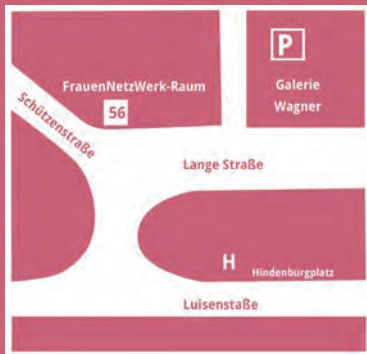 P
FrauenNetzWerk-Raum
56
Galerie
Wagner
Schützenstraße
Lange Straße
H
Hindenburgplatz
Luisenstaße